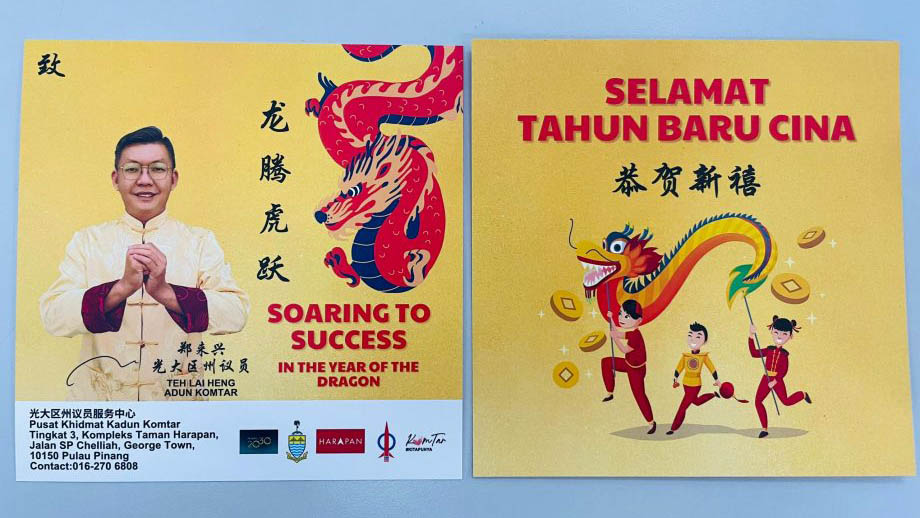 致
龙
腾
虎
跃
SOARING TO
SUCCESS
IN THE YEAR OF THE
DRAGON
郑来兴
光大区州议员
TEH LAI HENG
ADUN KOMTAR
光大区州议员服务中心
Pusat Khidmat Kadun Komtar
Tingkat 3, Kompleks Taman Harapan,
Jalan SP Chelliah, George Town,
10150 Pulau Pinang
Contact:016-270 6808
2030
HARAPAN
KOMTar
#KITAPUNYA
SELAMAT
TAHUN BARU CINA
恭贺新禧